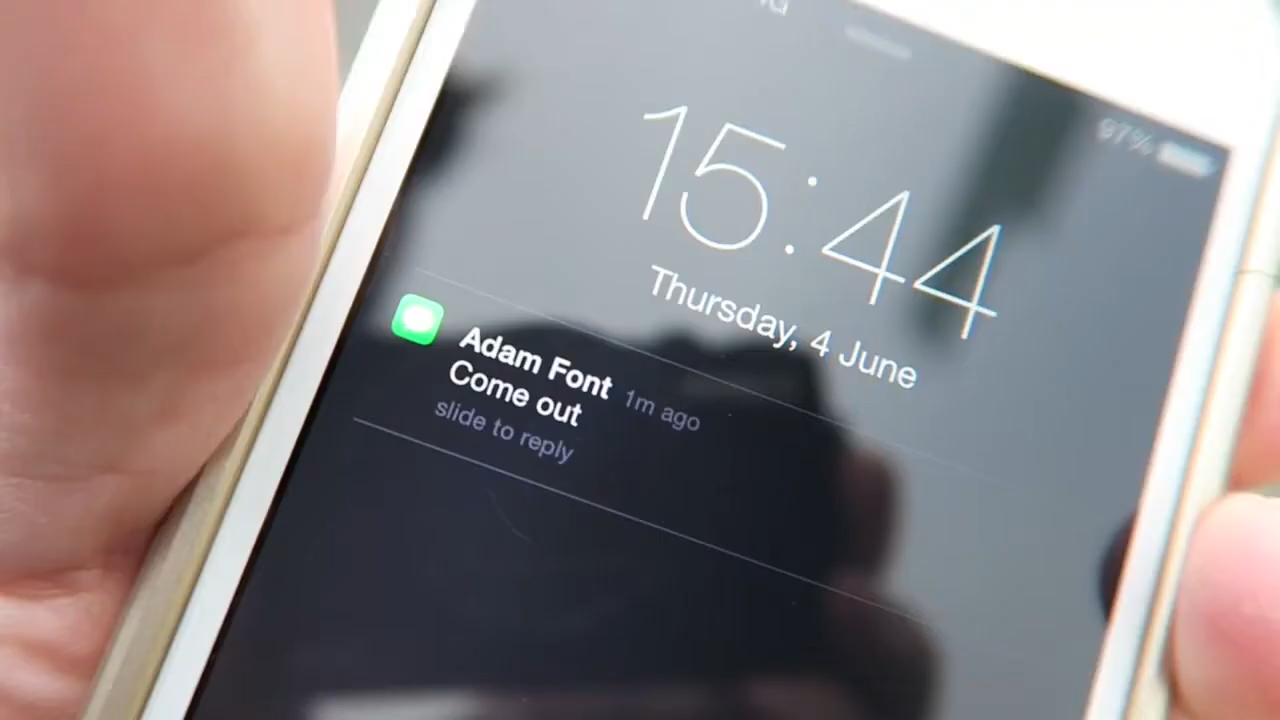 97%
15:44
Thursday, 4 June
Adam Font 1m ago
Come out
slide to reply